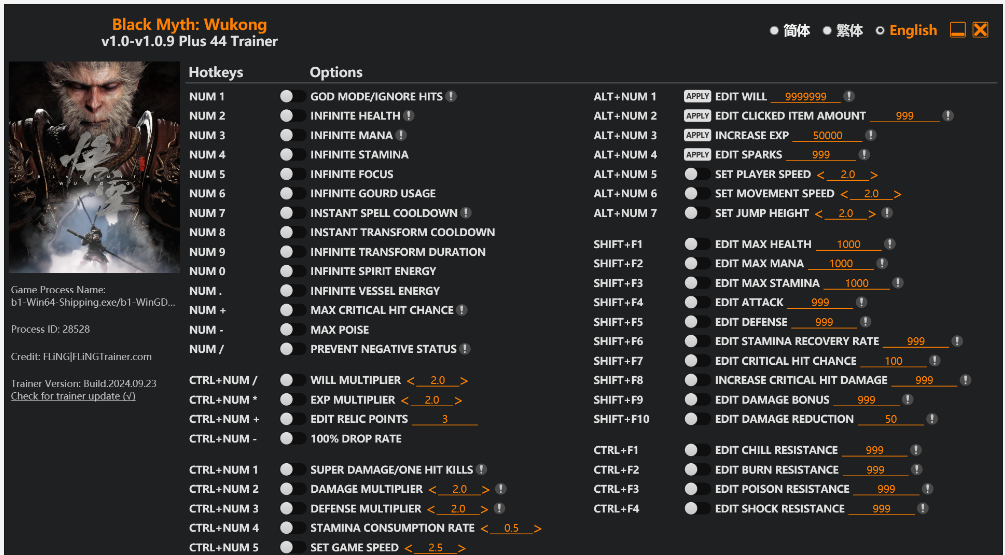 Black Myth: Wukong
v1.0-v1.0.9 Plus 44 Trainer
简体 繁体 English
Hotkeys Options
NUM 1 GOD MODE/IGNORE HITS !
NUM 2 INFINITE HEALTH !
NUM 3 INFINITE MANA !
NUM 4 INFINITE STAMINA
NUM 5 INFINITE FOCUS
NUM 6 INFINITE GOURD USAGE
NUM 7 INSTANT SPELL COOLDOWN !
NUM 8 INSTANT TRANSFORM COOLDOWN
NUM 9 INFINITE TRANSFORM DURATION
NUM 0 INFINITE SPIRIT ENERGY
NUM . INFINITE VESSEL ENERGY
NUM + MAX CRITICAL HIT CHANCE !
NUM - MAX POISE
NUM / PREVENT NEGATIVE STATUS !
CTRL+NUM / WILL MULTIPLIER < 2.0 >
CTRL+NUM * EXP MULTIPLIER < 2.0 >
CTRL+NUM + EDIT RELIC POINTS 3
CTRL+NUM - 100% DROP RATE
CTRL+NUM 1 SUPER DAMAGE/ONE HIT KILLS !
CTRL+NUM 2 DAMAGE MULTIPLIER < 2.0 > !
CTRL+NUM 3 DEFENSE MULTIPLIER < 2.0 > !
CTRL+NUM 4 STAMINA CONSUMPTION RATE < 0.5 >
CTRL+NUM 5 SET GAME SPEED < 2.5 >
ALT+NUM 1 APPLY EDIT WILL 9999999 !
ALT+NUM 2 APPLY EDIT CLICKED ITEM AMOUNT 999 !
ALT+NUM 3 APPLY INCREASE EXP 50000 !
ALT+NUM 4 APPLY EDIT SPARKS 999 !
ALT+NUM 5 SET PLAYER SPEED < 2.0 >
ALT+NUM 6 SET MOVEMENT SPEED < 2.0 >
ALT+NUM 7 SET JUMP HEIGHT < 2.0 > !
SHIFT+F1 EDIT MAX HEALTH 1000 !
SHIFT+F2 EDIT MAX MANA 1000 !
SHIFT+F3 EDIT MAX STAMINA 1000 !
SHIFT+F4 EDIT ATTACK 999 !
SHIFT+F5 EDIT DEFENSE 999 !
SHIFT+F6 EDIT STAMINA RECOVERY RATE 999 !
SHIFT+F7 EDIT CRITICAL HIT CHANCE 100 !
SHIFT+F8 INCREASE CRITICAL HIT DAMAGE 999 !
SHIFT+F9 EDIT DAMAGE BONUS 999 !
SHIFT+F10 EDIT DAMAGE REDUCTION 50 !
CTRL+F1 EDIT CHILL RESISTANCE 999 !
CTRL+F2 EDIT BURN RESISTANCE 999 !
CTRL+F3 EDIT POISON RESISTANCE 999 !
CTRL+F4 EDIT SHOCK RESISTANCE 999 !
悟
WUKONG
空
Game Process Name:
b1-Win64-Shipping.exe/b1-WinGD...
Process ID: 28528
Credit: FLiNG|FLiNGTrainer.com
Trainer Version: Build.2024.09.23
Check for trainer update (√)